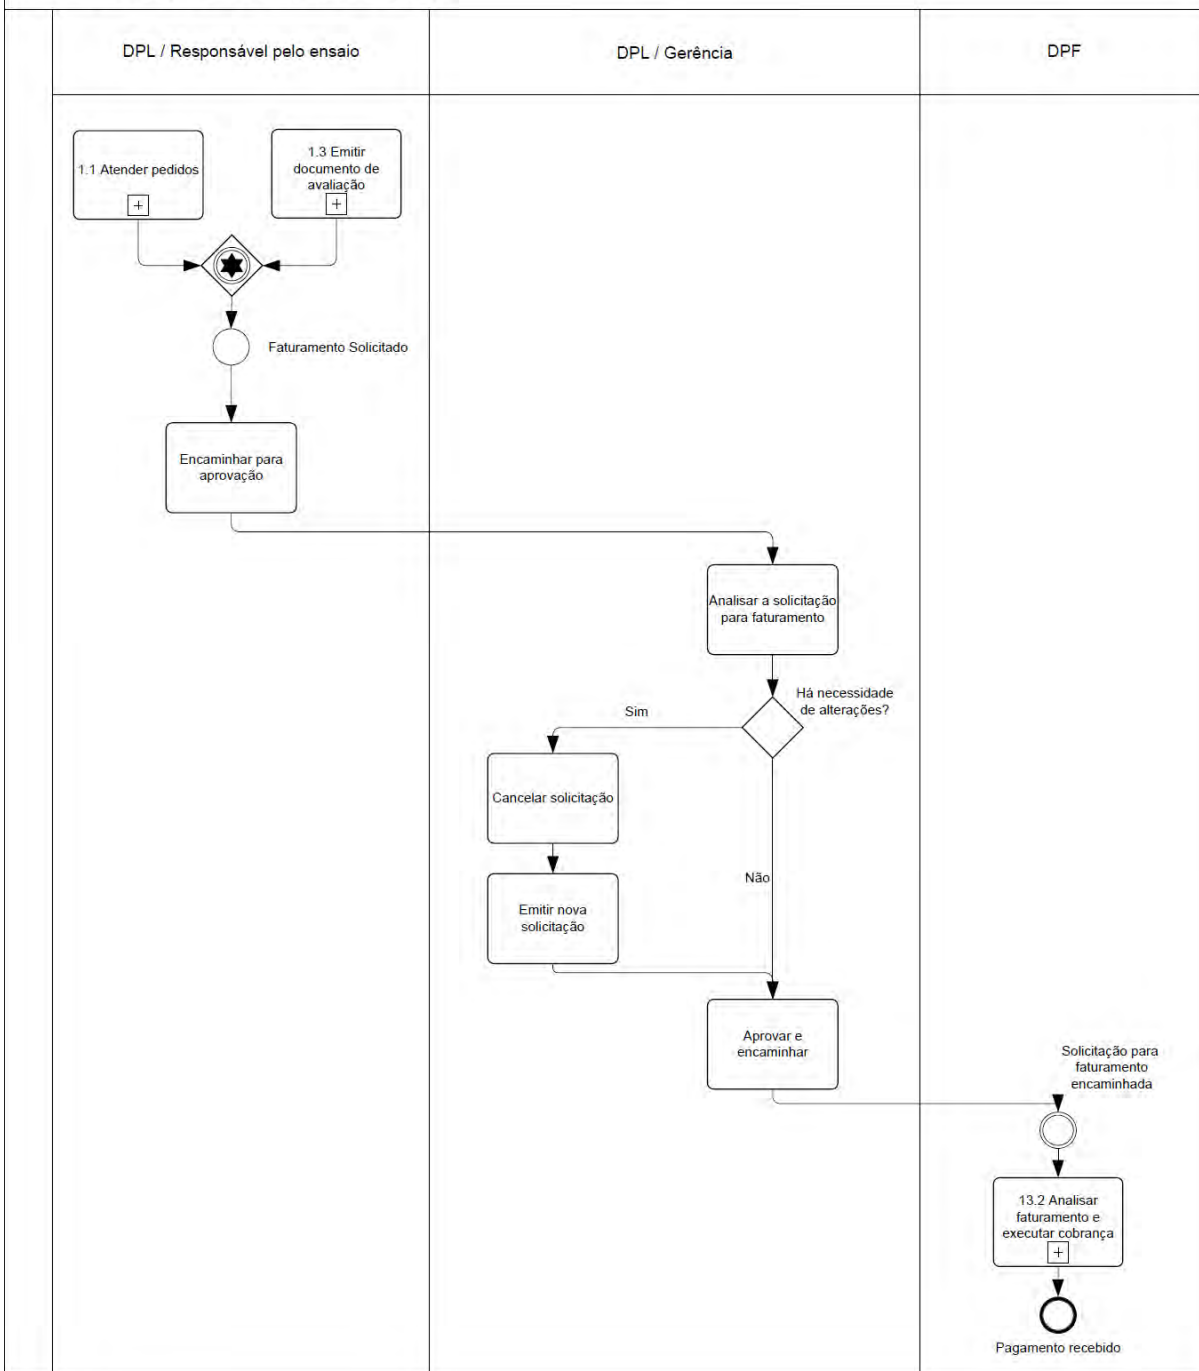 DPL / Responsável pelo ensaio
DPL / Gerência
DPF
1.1 Atender pedidos
1.3 Emitir
documento de
avaliação
Faturamento Solicitado
Encaminhar para
aprovação
Analisar a solicitação
para faturamento
Há necessidade
de alterações?
Sim
Cancelar solicitação
Não
Emitir nova
solicitação
Aprovar e
encaminhar
Solicitação para
faturamento
encaminhada
13.2 Analisar
faturamento e
executar cobrança
Pagamento recebido